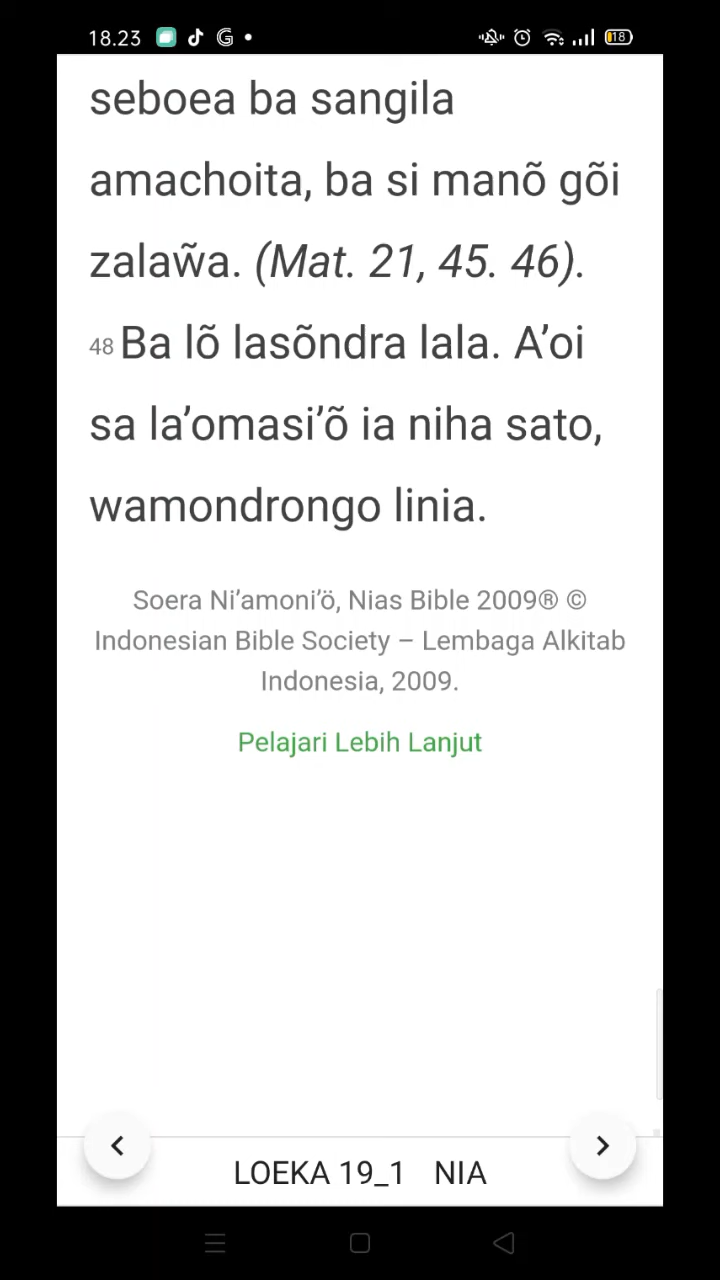 18.23
18
seboea ba sangila
amachoita, ba si manõ gõi
zalaw̃a. (Mat. 21, 45. 46).
48 Ba lõ lasõndra lala. A’oi
sa la’omasi’õ ia niha sato,
wamondrongo linia.
Soera Ni’amoni’ö, Nias Bible 2009® ©
Indonesian Bible Society – Lembaga Alkitab
Indonesia, 2009.
Pelajari Lebih Lanjut
LOEKA 19_1 NIA